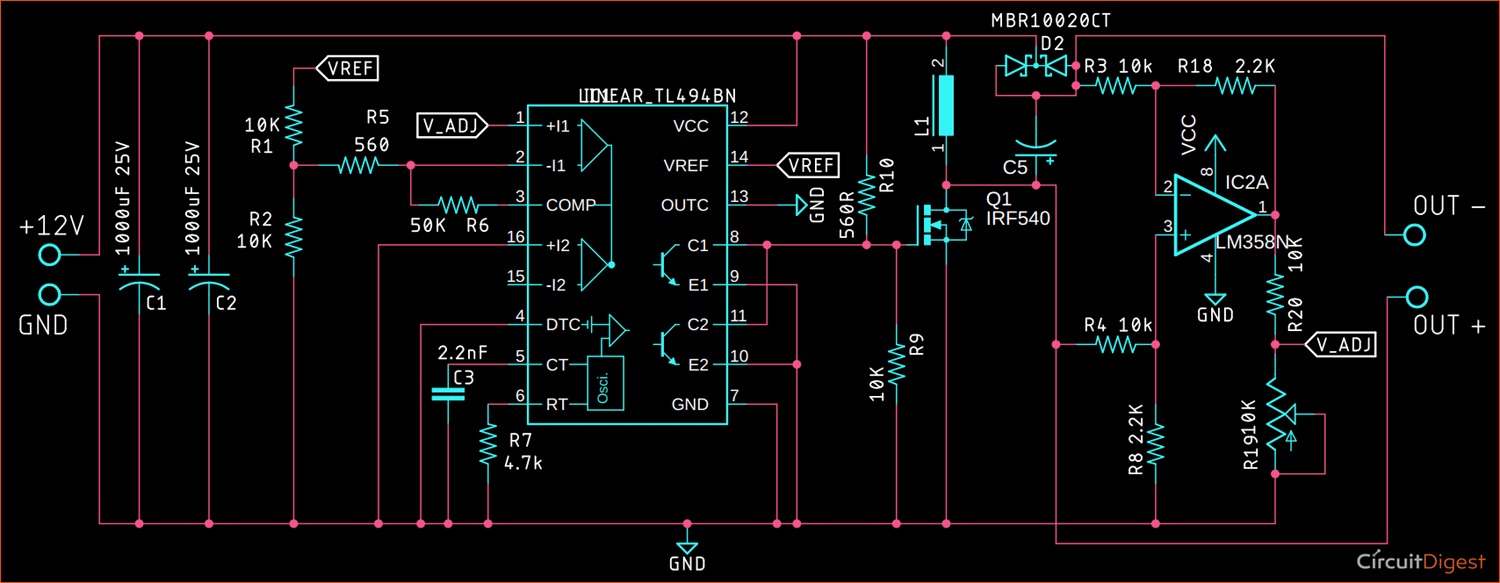 MBR10020CT
D2
VREF
R3 10k
R18 2.2K
LINEAR_TL494BN
10K
R1
R5
560
V_ADJ
1
+I1
VCC
12
2
-I1
VREF
14
VREF
3
COMP
OUTC
13
GND
50K R6
R2
10K
16
+I2
C1
8
15
-I2
E1
9
4
DTC
C2
11
5
CT
E2
10
6
RT
GND
7
Osci.
2.2nF
C3
R7
4.7k
+12V
GND
1000uF 25V
+
C1
1000uF 25V
+
C2
560R
R10
10K
R9
2
L1
1
C5
+
Q1
IRF540
VCC
8
IC2A
2
3
1
4
LM358N
GND
R4 10k
R8 2.2K
10K
R20
V_ADJ
R19 10K
OUT -
OUT +
GND
CircuitDigest